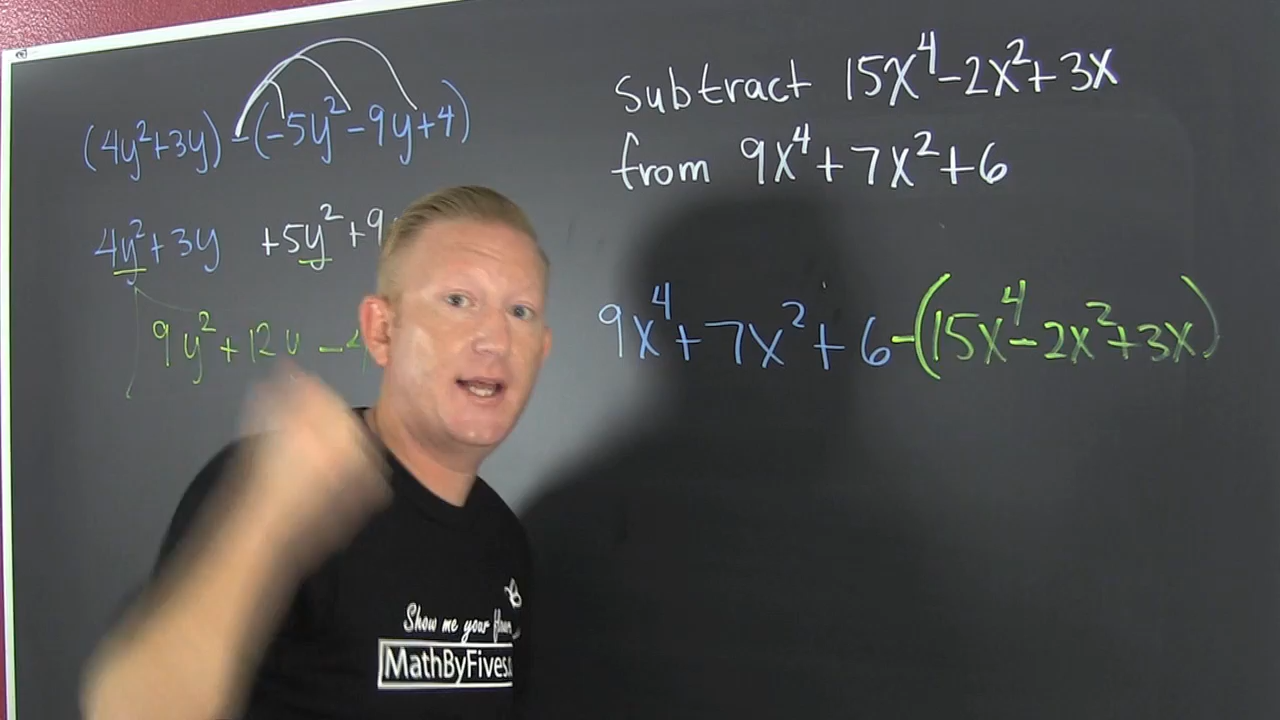 (4y²+3y) - (-5y² - 9y + 4)
4y² + 3y +5y² + 9
9y² + 12y -
Subtract 15x⁴ - 2x² + 3x
from 9x⁴ + 7x² + 6
9x⁴ + 7x² + 6 - (15x⁴ - 2x² + 3x)
Show me your
MathByFives